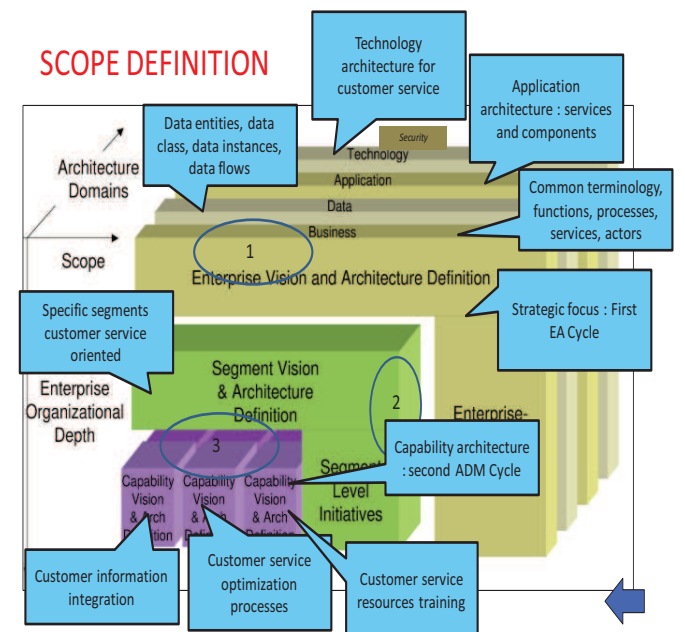 SCOPE DEFINITION
Technology
architecture for
customer service
Application
architecture : services
and components
Data entities, data
class, data instances,
data flows
Security
Technology
Architecture
Domains
Application
Common terminology,
functions, processes,
services, actors
Data
Business
1
Scope
Enterprise Vision and Architecture Definition
Specific segments
customer service
oriented
Strategic focus : First
EA Cycle
Segment Vision
& Architecture
Definition
Enterprise
Organizational
Depth
2
Enterprise-
3
Capability architecture
: second ADM Cycle
Capability
Vision
& Arch
Capability
Vision
Capability
Vision
& Arch
Level
Initiatives
Customer information
integration
Customer service
optimization
processes
Customer service
resources training